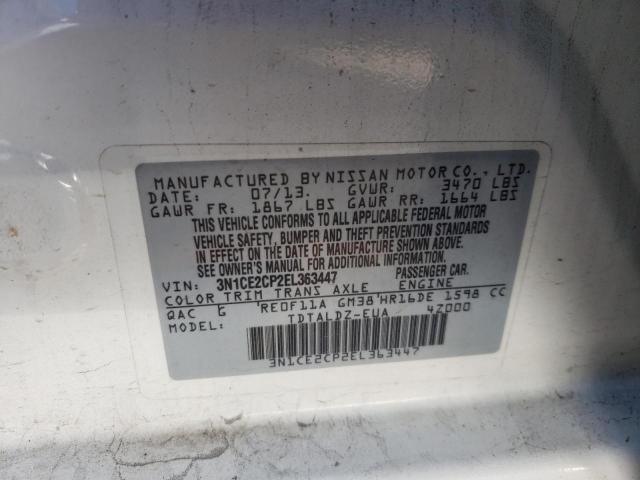 MANUFACTURED BY NISSAN MOTOR CO., LTD.
DATE: 07/13. GVWR: 3470 LBS
GAWR FR: 1867 LBS GAWR RR: 1664 LBS
THIS VEHICLE CONFORMS TO ALL APPLICABLE FEDERAL MOTOR
VEHICLE SAFETY, BUMPER AND THEFT PREVENTION STANDARDS
IN EFFECT ON THE DATE OF MANUFACTURE SHOWN ABOVE.
SEE OWNER'S MANUAL FOR ADDITIONAL INFORMATION.
VIN: 3N1CE2CP2EL363447 PASSENGER CAR.
COLOR TRIM TRANS AXLE ENGINE
QAC G RE0F11A GM38 HR16DE 1598 CC
MODEL: TDTALDZ-EUA 4Z000
3N1CE2CP2EL363447